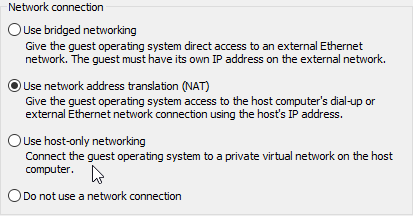 Network connection
Use bridged networking
Give the guest operating system direct access to an external Ethernet
network. The guest must have its own IP address on the external network.
Use network address translation (NAT)
Give the guest operating system access to the host computer's dial-up or
external Ethernet network connection using the host's IP address.
Use host-only networking
Connect the guest operating system to a private virtual network on the host
computer.
Do not use a network connection